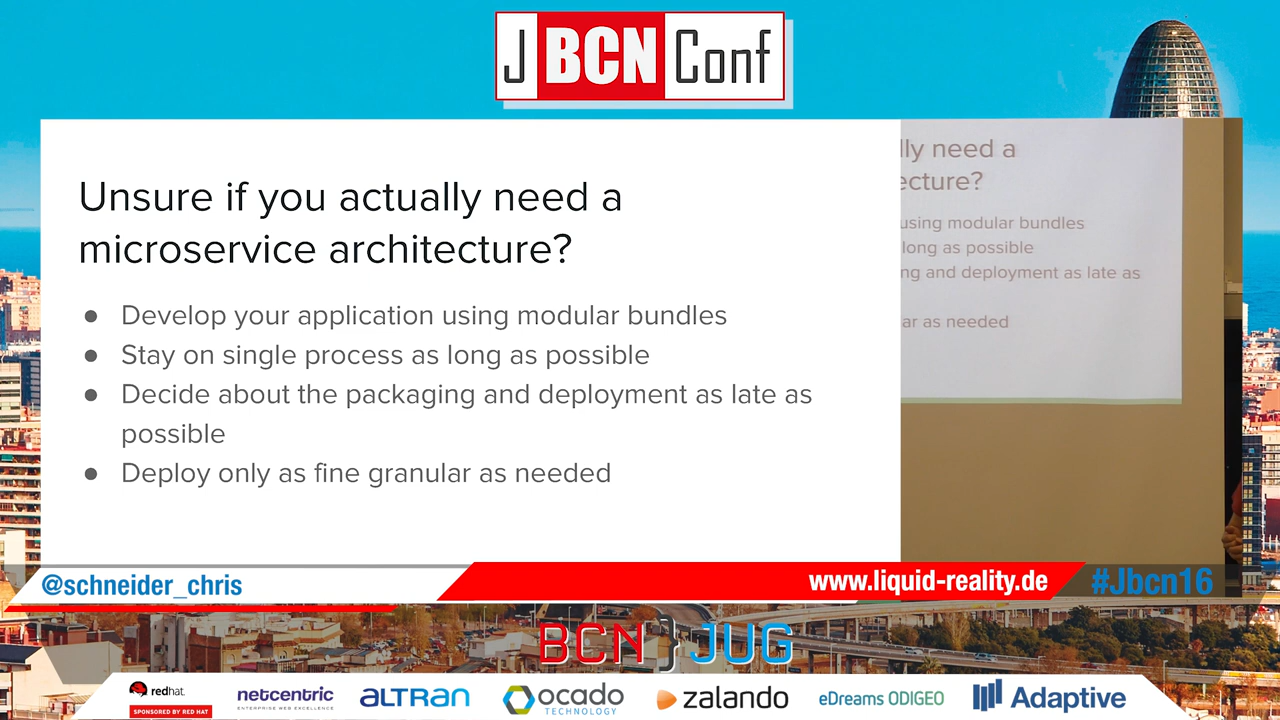 J BCN Conf
Unsure if you actually need a
microservice architecture?
● Develop your application using modular bundles
● Stay on single process as long as possible
● Decide about the packaging and deployment as late as
possible
● Deploy only as fine granular as needed
lly need a
ecture?
using modular bundles
long as possible
ng and deployment as late as
ar as needed
@schneider_chris
www.liquid-reality.de
#Jbcn16
BCN JUG
redhat.
SPONSORED BY RED HAT
netcentric
ENTERPRISE WEB EXCELLENCE
ALTRAN
ocado
TECHNOLOGY
zalando
eDreams ODIGEO
Adaptive